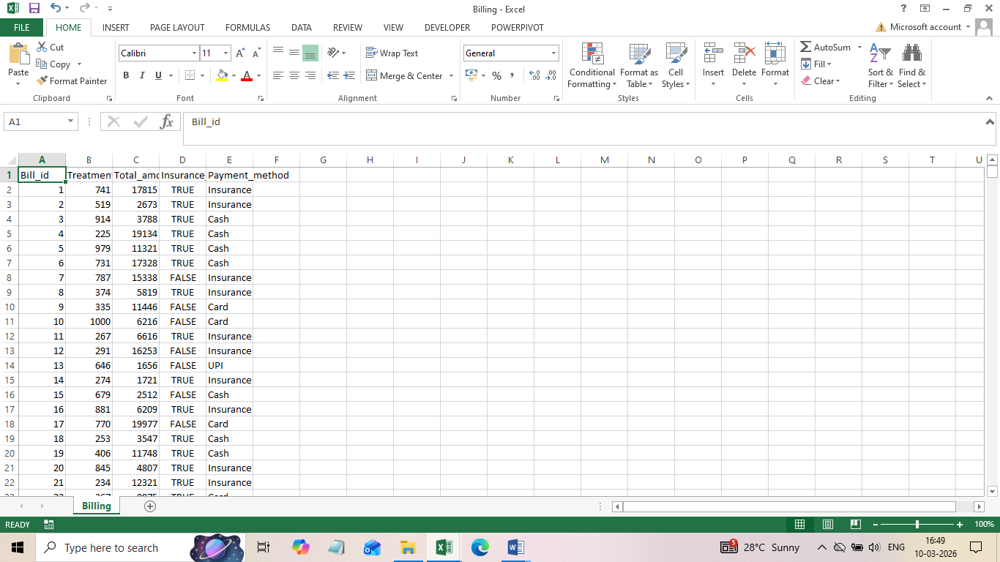 Billing - Excel
?
FILE HOME INSERT PAGE LAYOUT FORMULAS DATA REVIEW VIEW DEVELOPER POWERPIVOT Microsoft account
Paste Cut Copy Format Painter Clipboard
Calibri 11 A A B I U A Font
Wrap Text Merge & Center Alignment
General % , .00 Number
Conditional Formatting Format as Table Cell Styles Styles
Insert Delete Format Cells
AutoSum Fill Clear Sort & Filter Find & Select Editing
A1 fx Bill_id
A B C D E F G H I J K L M N O P Q R S T U
1 Bill_id Treatment Total_amo Insurance_ Payment_method
2 1 741 17815 TRUE Insurance
3 2 519 2673 TRUE Insurance
4 3 914 3788 TRUE Cash
5 4 225 19134 TRUE Cash
6 5 979 11321 TRUE Cash
7 6 731 17328 TRUE Cash
8 7 787 15338 FALSE Insurance
9 8 374 5819 TRUE Insurance
10 9 335 11446 FALSE Card
11 10 1000 6216 FALSE Card
12 11 267 6616 TRUE Insurance
13 12 291 16253 FALSE Insurance
14 13 646 1656 FALSE UPI
15 14 274 1721 TRUE Insurance
16 15 679 2512 FALSE Cash
17 16 881 6209 TRUE Insurance
18 17 770 19977 FALSE Card
19 18 253 3547 TRUE Cash
20 19 406 11748 TRUE Cash
21 20 845 4807 TRUE Insurance
22 21 234 12321 TRUE Insurance
Billing
READY 100%
Type here to search 5 28°C Sunny ENG 16:49
10-03-2026